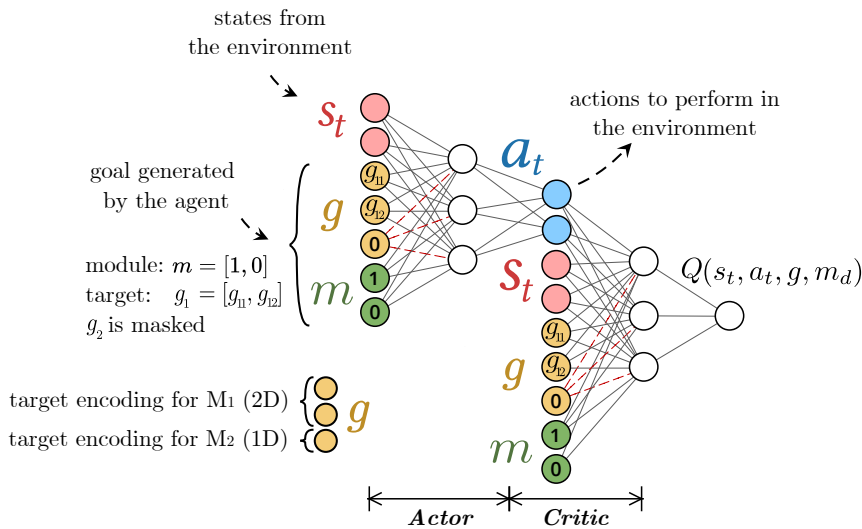 states from
the environment
actions to perform in
the environment
s_t
a_t
goal generated
by the agent
g_11
g_12
g
0
module: m = [1, 0]
target: g_1 = [g_11, g_12]
g_2 is masked
m
1
0
s_t
Q(s_t, a_t, g, m_d)
g_11
g_12
g
0
target encoding for M1 (2D)
g
target encoding for M2 (1D)
m
1
0
Actor
Critic